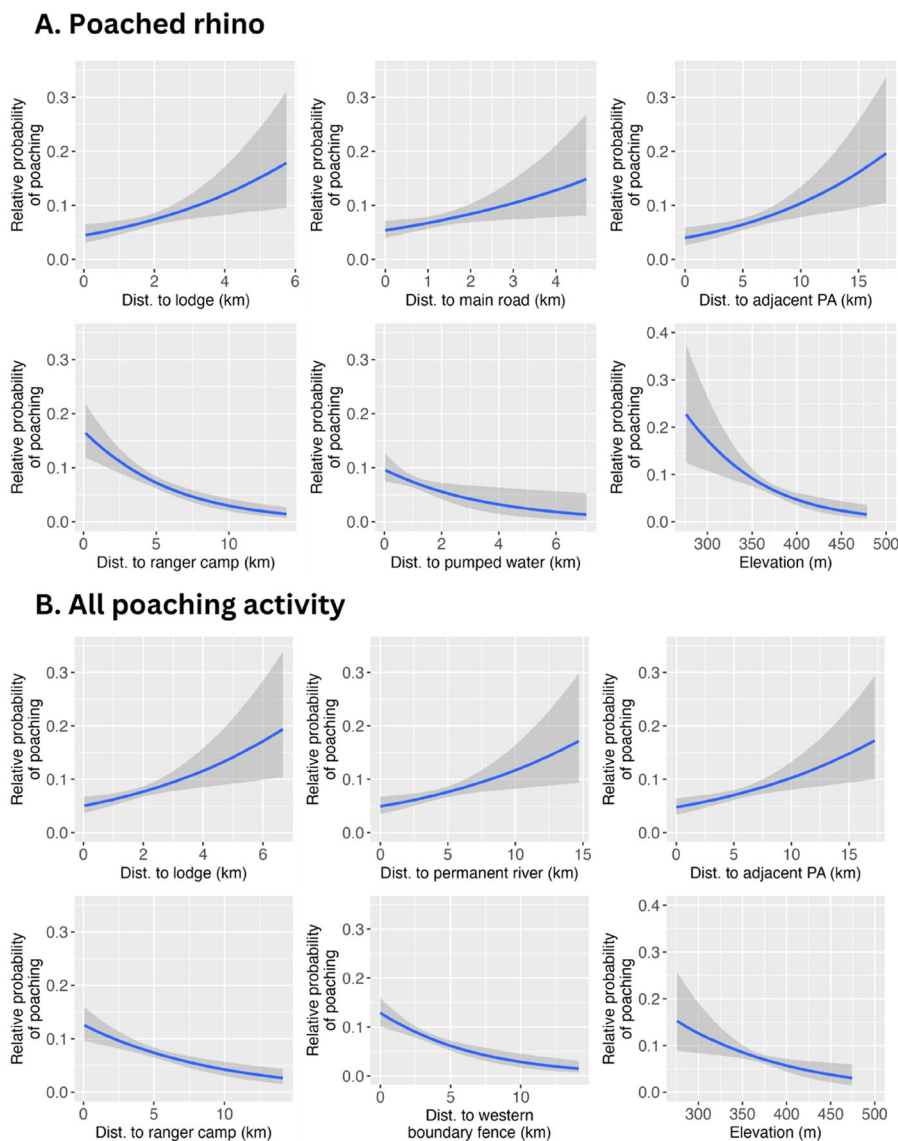 A. Poached rhino
Relative probability
of poaching
0.3
0.2
0.1
0.0
0
2
4
6
Dist. to lodge (km)
Relative probability
of poaching
0.3
0.2
0.1
0.0
0
1
2
3
4
Dist. to main road (km)
Relative probability
of poaching
0.3
0.2
0.1
0.0
0
5
10
15
Dist. to adjacent PA (km)
Relative probability
of poaching
0.3
0.2
0.1
0.0
0
5
10
Dist. to ranger camp (km)
Relative probability
of poaching
0.3
0.2
0.1
0.0
0
2
4
6
Dist. to pumped water (km)
Relative probability
of poaching
0.4
0.3
0.2
0.1
0.0
300
350
400
450
500
Elevation (m)
B. All poaching activity
Relative probability
of poaching
0.3
0.2
0.1
0.0
0
2
4
6
Dist. to lodge (km)
Relative probability
of poaching
0.3
0.2
0.1
0.0
0
5
10
15
Dist. to permanent river (km)
Relative probability
of poaching
0.3
0.2
0.1
0.0
0
5
10
15
Dist. to adjacent PA (km)
Relative probability
of poaching
0.3
0.2
0.1
0.0
0
5
10
Dist. to ranger camp (km)
Relative probability
of poaching
0.3
0.2
0.1
0.0
0
5
10
Dist. to western
boundary fence (km)
Relative probability
of poaching
0.4
0.3
0.2
0.1
0.0
300
350
400
450
500
Elevation (m)